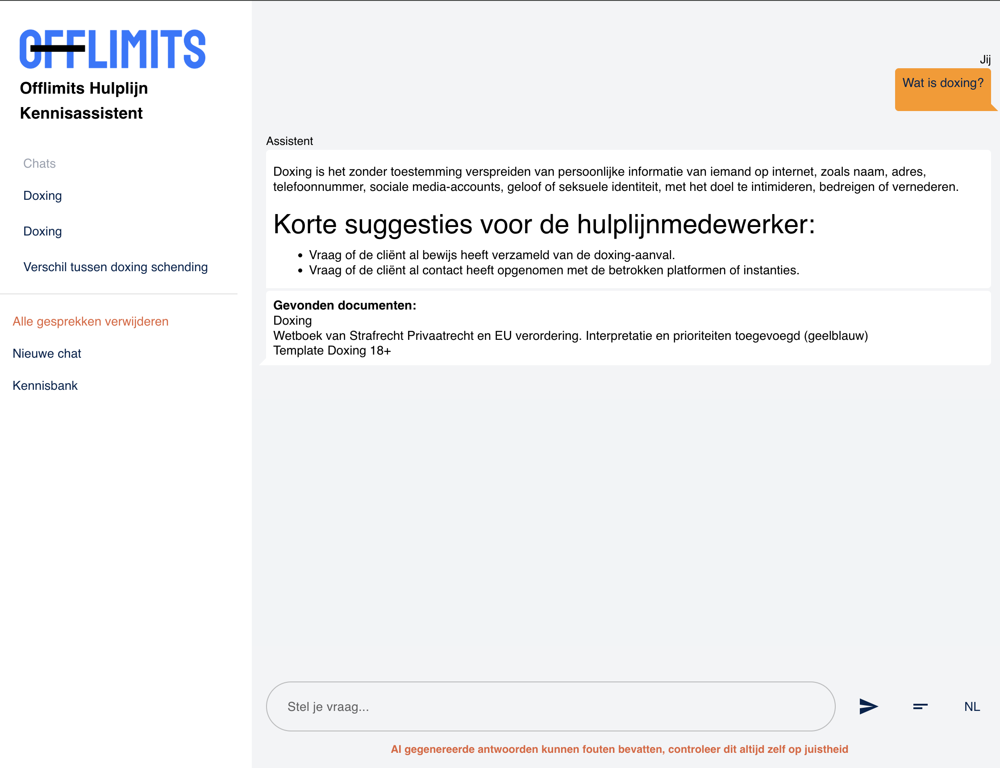 OFFLIMITS
Offlimits Hulplijn
Kennisassistent
Chats
Doxing
Doxing
Verschil tussen doxing schending
Alle gesprekken verwijderen
Nieuwe chat
Kennisbank
Jij
Wat is doxing?
Assistent
Doxing is het zonder toestemming verspreiden van persoonlijke informatie van iemand op internet, zoals naam, adres,
telefoonnummer, sociale media-accounts, geloof of seksuele identiteit, met het doel te intimideren, bedreigen of vernederen.
Korte suggesties voor de hulplijnmedewerker:
• Vraag of de cliënt al bewijs heeft verzameld van de doxing-aanval.
• Vraag of de cliënt al contact heeft opgenomen met de betrokken platformen of instanties.
Gevonden documenten:
Doxing
Wetboek van Strafrecht Privaatrecht en EU verordering. Interpretatie en prioriteiten toegevoegd (geelblauw)
Template Doxing 18+
Stel je vraag...
NL
AI gegenereerde antwoorden kunnen fouten bevatten, controleer dit altijd zelf op juistheid